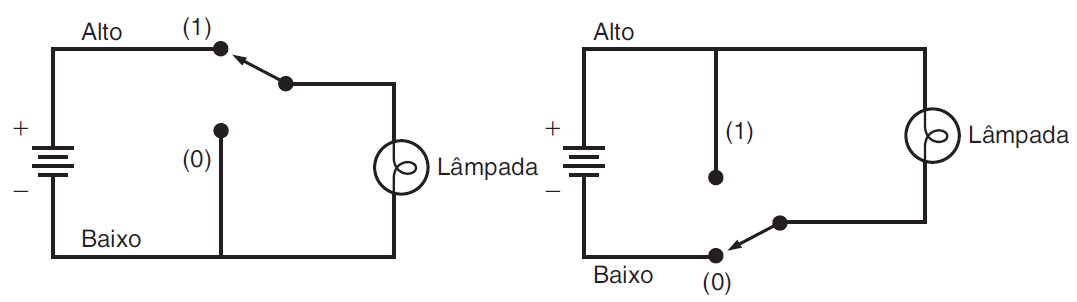 Alto (1)
+
(0)
Lâmpada
–
Baixo
Alto
+
(1)
Lâmpada
–
Baixo
(0)